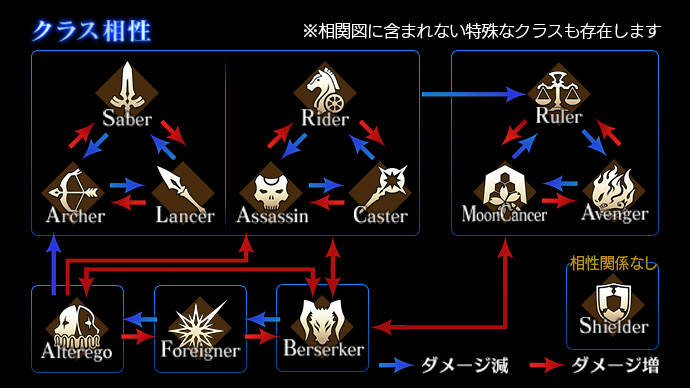 クラス相性
※相関図に含まれない特殊なクラスも存在します
Saber
Rider
Ruler
Archer
Lancer
Assassin
Caster
MoonCancer
Avenger
相性関係なし
Shielder
Alterego
Foreigner
Berserker
ダメージ減
ダメージ増